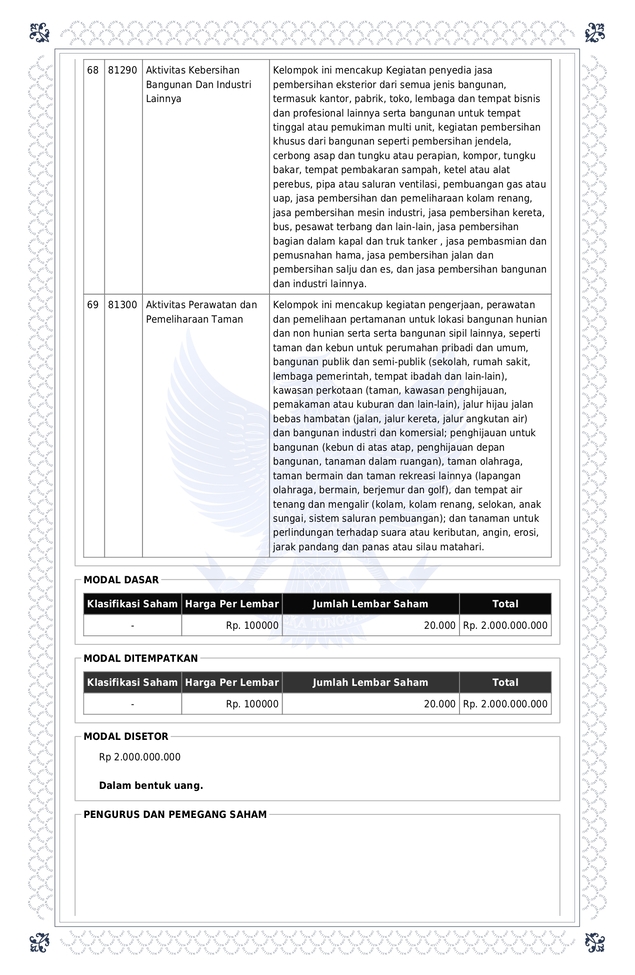 68 81290 Aktivitas Kebersihan Kelompok ini mencakup Kegiatan penyedia jasa
Bangunan Dan Industri pembersihan eksterior dari semua jenis bangunan,
Lainnya termasuk kantor, pabrik, toko, lembaga dan tempat bisnis
dan profesional lainnya serta bangunan untuk tempat
tinggal atau pemukiman multi unit, kegiatan pembersihan
khusus dari bangunan seperti pembersihan jendela,
cerbong asap dan tungku atau perapian, kompor, tungku
bakar, tempat pembakaran sampah, ketel atau alat
perebus, pipa atau saluran ventilasi, pembuangan gas atau
uap, jasa pembersihan dan pemeliharaan kolam renang,
jasa pembersihan mesin industri, jasa pembersihan kereta,
bus, pesawat terbang dan lain-lain, jasa pembersihan
bagian dalam kapal dan truk tanker , jasa pembasmian dan
pemusnahan hama, jasa pembersihan jalan dan
pembersihan salju dan es, dan jasa pembersihan bangunan
dan industri lainnya.
69 81300 Aktivitas Perawatan dan Kelompok ini mencakup kegiatan pengerjaan, perawatan
Pemeliharaan Taman dan pemelihaan pertamanan untuk lokasi bangunan hunian
dan non hunian serta serta bangunan sipil lainnya, seperti
taman dan kebun untuk perumahan pribadi dan umum,
bangunan publik dan semi-publik (sekolah, rumah sakit,
lembaga pemerintah, tempat ibadah dan lain-lain),
kawasan perkotaan (taman, kawasan penghijauan,
pemakaman atau kuburan dan lain-lain), jalur hijau jalan
bebas hambatan (jalan, jalur kereta, jalur angkutan air)
dan bangunan industri dan komersial; penghijauan untuk
bangunan (kebun di atas atap, penghijauan depan
bangunan, tanaman dalam ruangan), taman olahraga,
taman bermain dan taman rekreasi lainnya (lapangan
olahraga, bermain, berjemur dan golf), dan tempat air
tenang dan mengalir (kolam, kolam renang, selokan, anak
sungai, sistem saluran pembuangan); dan tanaman untuk
perlindungan terhadap suara atau keributan, angin, erosi,
jarak pandang dan panas atau silau matahari.
MODAL DASAR
Klasifikasi Saham Harga Per Lembar Jumlah Lembar Saham Total
- Rp. 100000 20.000 Rp. 2.000.000.000
MODAL DITEMPATKAN
Klasifikasi Saham Harga Per Lembar Jumlah Lembar Saham Total
- Rp. 100000 20.000 Rp. 2.000.000.000
MODAL DISETOR
Rp 2.000.000.000
Dalam bentuk uang.
PENGURUS DAN PEMEGANG SAHAM